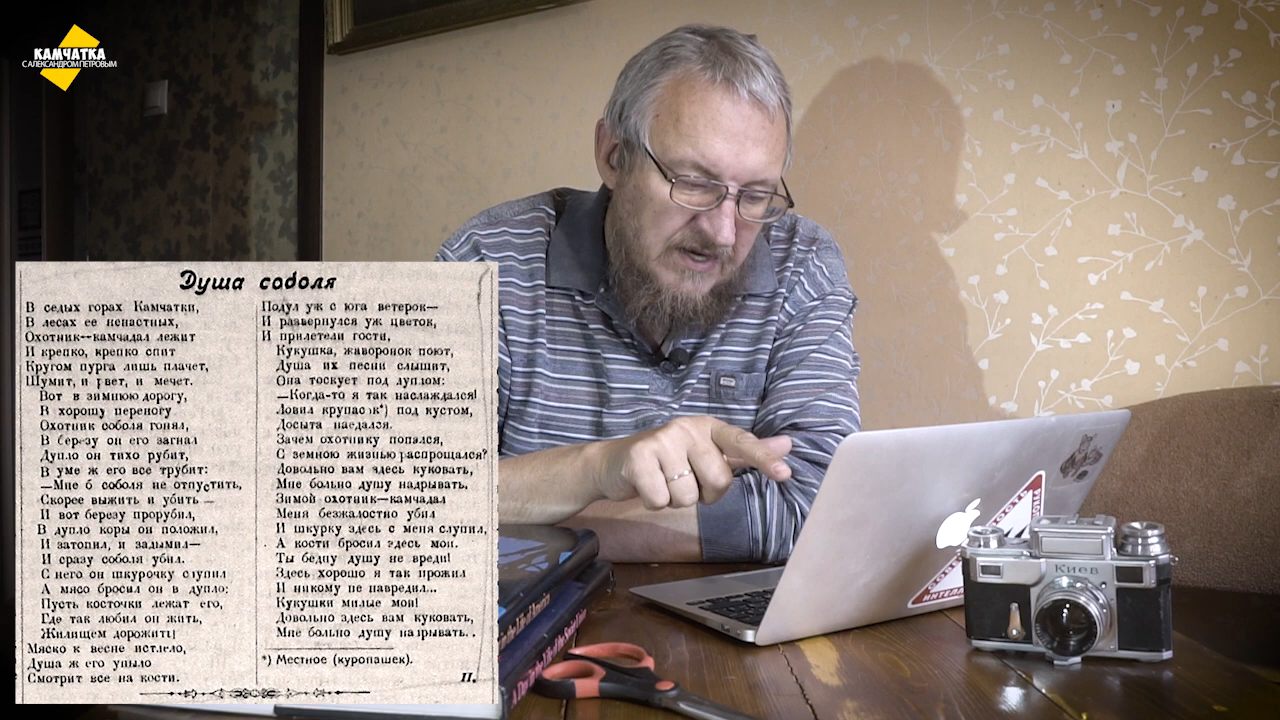 КАМЧАТКА
С АЛЕКСАНДРОМ ПЕТРОВЫМ
Душа соболя
В седых горах Камчатки,
В лесах ее ненастных,
Охотник—камчадал лежит
И крепко, крепко спит
Кругом пурга лишь плачет,
Шумит, и рвет, и мечет.
Вот в зимнюю дорогу,
В хорошу переногу
Охотник соболя гонял,
В березу он его загнал
Дупло он тихо рубит,
В уме ж его все трубит:
—Мне б соболя не отпустить,
Скорее выжить и убить—
И вот березу прорубил,
В дупло коры он положил,
И затопил, и задымил—
И сразу соболя убил.
С него он шкурочку слупил
А мясо бросил он в дупло:
Пусть косточки лежат его,
Где так любил он жить,
Жилищем дорожить!
Мяско к весне истлело,
Душа ж его уныло
Смотрит все на кости.
Подул уж с юга ветерок—
И развернулся уж цветок,
И прилетели гости,
Кукушка, жаворонок поют,
Душа их песни слышит,
Она тоскует под дуплом:
—Когда-то я так наслаждался!
Ловил крупасок*) под кустом,
Досыта наедался.
Зачем охотнику попался,
С земною жизнью распрощался?
Довольно вам здесь куковать,
Мне больно душу надрывать,
Зимой охотник—камчадал
Меня безжалостно убил
И шкурку здесь с меня слупил,
А кости бросил здесь мои.
Ты бедну душу не вреди!
Здесь хорошо я так прожил
И никому не навредил...
Кукушки милые мои!
Довольно здесь вам куковать,
Мне больно душу надрывать..
*) Местное (куропашек).
П.
Киев